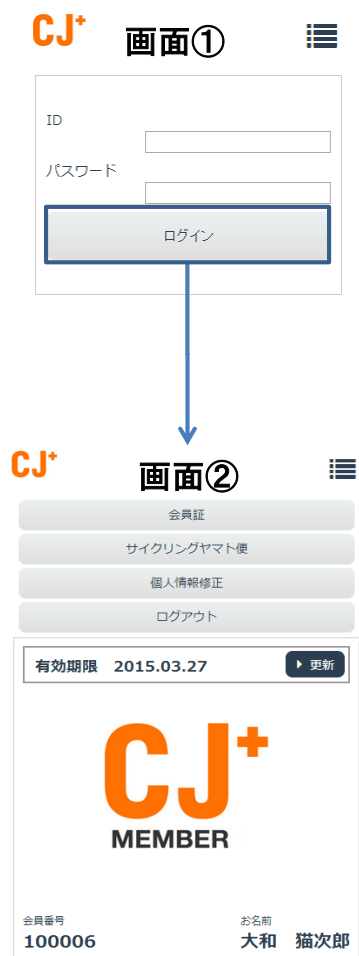 CJ+
画面①
ID
パスワード
ログイン
CJ+
画面②
会員証
サイクリングヤマト便
個人情報修正
ログアウト
有効期限 2015.03.27
更新
CJ+
MEMBER
会員番号 お名前
100006 大和 猫次郎